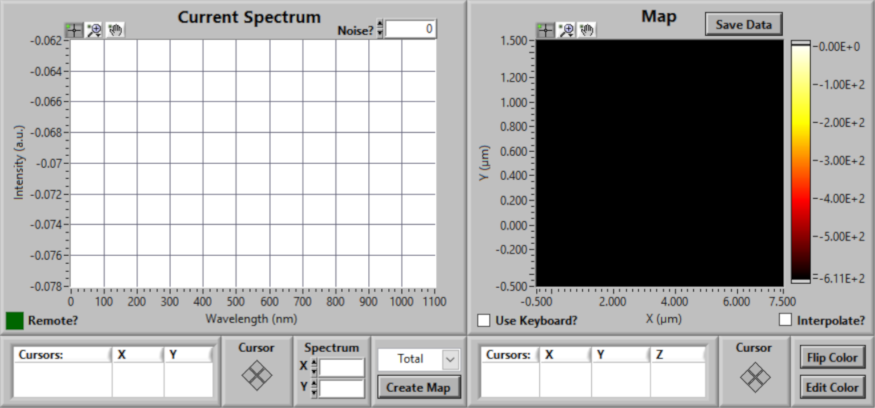 Current Spectrum
Noise? 0
-0.062
-0.064
-0.066
-0.068
-0.07
-0.072
-0.074
-0.076
-0.078
Intensity (a.u.)
0 100 200 300 400 500 600 700 800 900 1000 1100
Wavelength (nm)
Remote?
Map
Save Data
1.500
1.200
1.000
0.800
0.600
0.400
0.200
0.000
-0.200
-0.500
Y (µm)
-0.500 2.000 4.000 6.000 7.500
X (µm)
-0.00E+0
-1.00E+2
-2.00E+2
-3.00E+2
-4.00E+2
-5.00E+2
-6.11E+2
Use Keyboard?
Interpolate?
Cursors: X Y
Cursor
Spectrum
X
Y
Total
Create Map
Cursors: X Y Z
Cursor
Flip Color
Edit Color